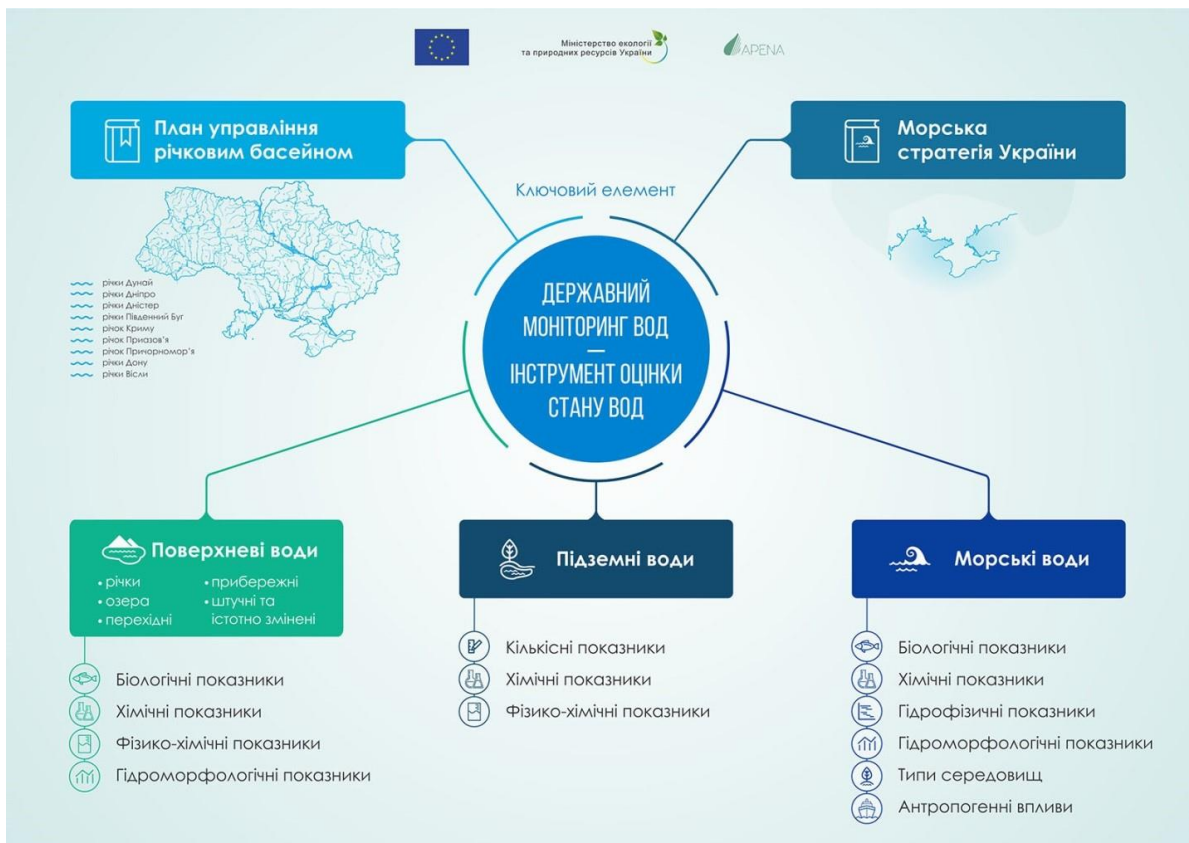 Міністерство екології
та природних ресурсів України
APENA
План управління
річковим басейном
Морська
стратегія України
Ключовий елемент
річки Дунай
річки Дніпро
річки Дністер
річки Південний Буг
річок Криму
річок Приазов'я
річок Причорномор'я
річки Дону
річки Вісли
ДЕРЖАВНИЙ
МОНІТОРИНГ ВОД
—
ІНСТРУМЕНТ ОЦІНКИ
СТАНУ ВОД
Поверхневі води
• річки
• озера
• перехідні
• прибережні
• штучні та
істотно змінені
Біологічні показники
Хімічні показники
Фізико-хімічні показники
Гідроморфологічні показники
Підземні води
Кількісні показники
Хімічні показники
Фізико-хімічні показники
Морські води
Біологічні показники
Хімічні показники
Гідрофізичні показники
Гідроморфологічні показники
Типи середовищ
Антропогенні впливи